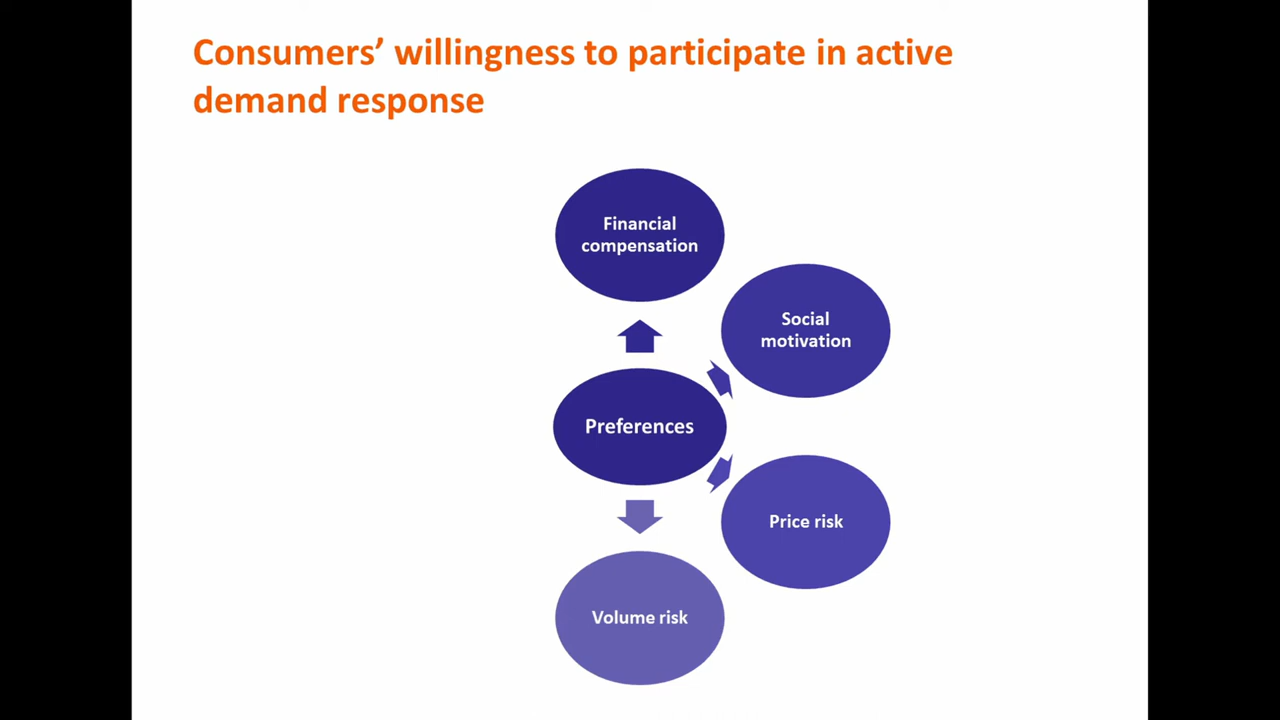 Consumers’ willingness to participate in active
demand response
Financial
compensation
Social
motivation
Preferences
Price risk
Volume risk